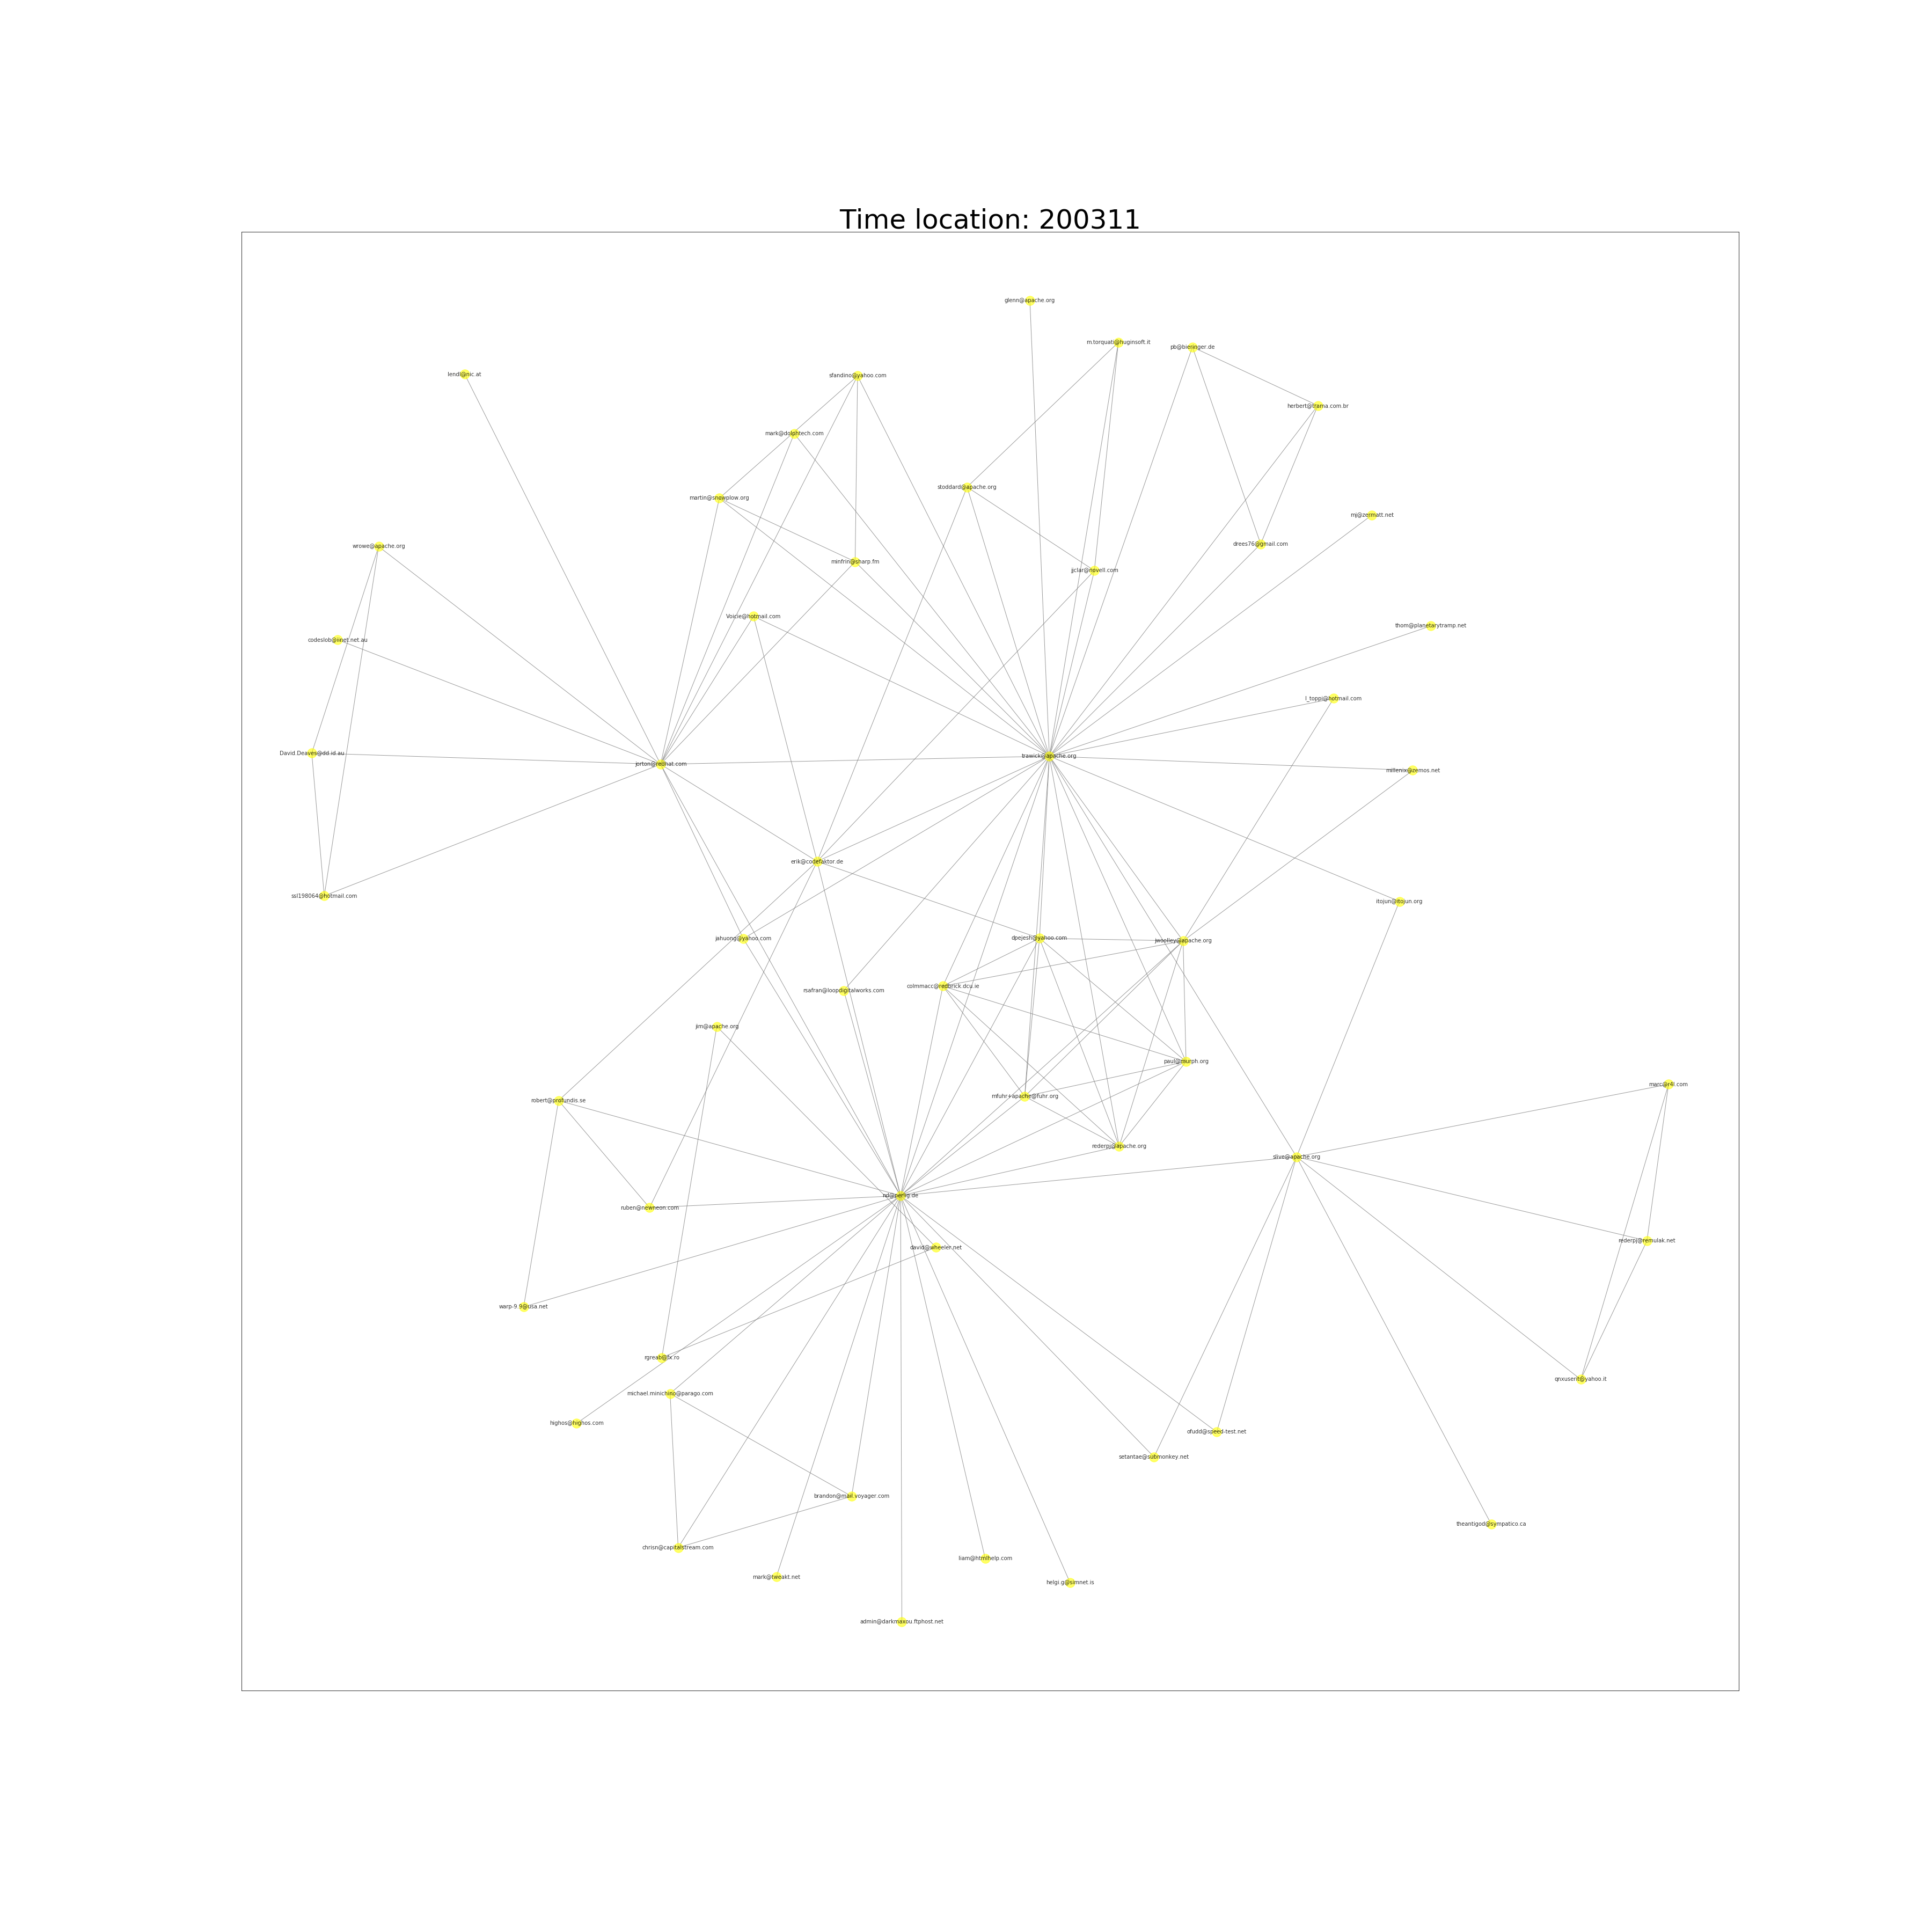 Time location: 200311
glenn@apache.org
m.torquati@huginsoft.it
pb@bieringer.de
lendl@nic.at
sfandino@yahoo.com
herbert@frama.com.br
mark@dolphtech.com
stoddard@apache.org
martin@snowplow.org
mj@zermatt.net
drees76@gmail.com
wrowe@apache.org
minfrin@sharp.fm
jjclar@novell.com
Voicie@hotmail.com
thom@planetarytramp.net
codeslob@iinet.net.au
l_toppi@hotmail.com
David.Deaves@dd.id.au
trawick@apache.org
jorton@redhat.com
millenix@zemos.net
erik@codefaktor.de
ssl198064@hotmail.com
itojun@itojun.org
jahuong@yahoo.com
dpejesh@yahoo.com
jwoolley@apache.org
colmmacc@redbrick.dcu.ie
rsafran@loopdigitalworks.com
jim@apache.org
paul@murph.org
marc@r4l.com
mfuhr+apache@fuhr.org
robert@profundis.se
rederpj@apache.org
slive@apache.org
nd@perlig.de
ruben@newneon.com
rederpj@remulak.net
david@wheeler.net
warp-9.9@usa.net
rgreab@fx.ro
qnxuserit@yahoo.it
michael.minichino@parago.com
highos@highos.com
ofudd@speed-test.net
setantae@submonkey.net
brandon@mail.voyager.com
theantigod@sympatico.ca
chrisn@capitalstream.com
liam@htmlhelp.com
mark@tweakt.net
helgi.g@simnet.is
admin@darkmaxou.ftphost.net